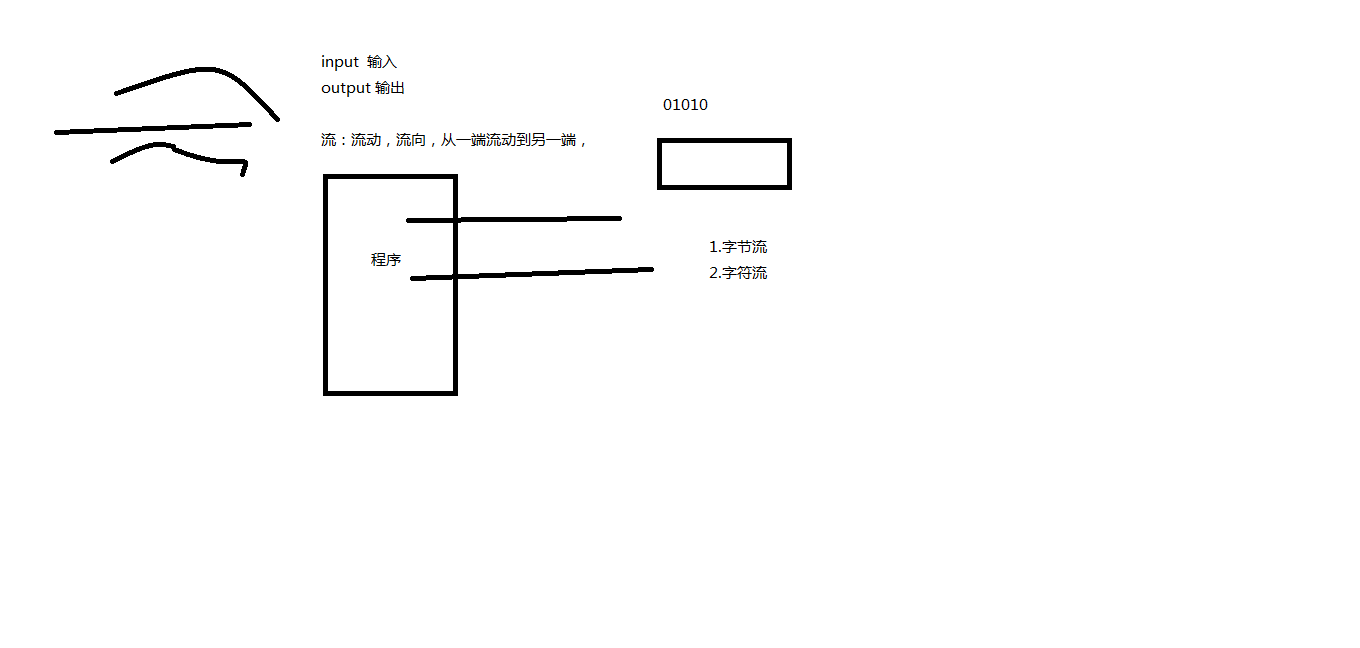 input 输入
output 输出
01010
流：流动，流向，从一端流动到另一端，
程序
1.字节流
2.字符流